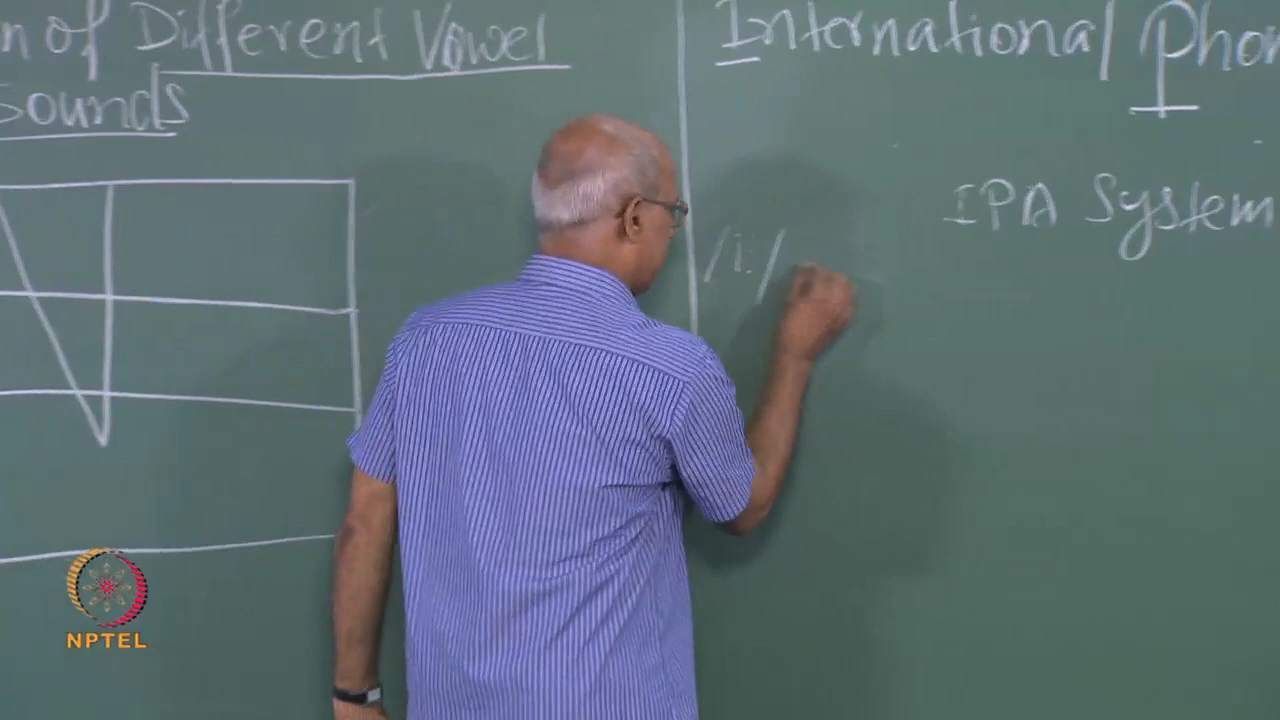 n of Different Vowel
Sounds
International Phon
IPA System
/i:/
NPTEL